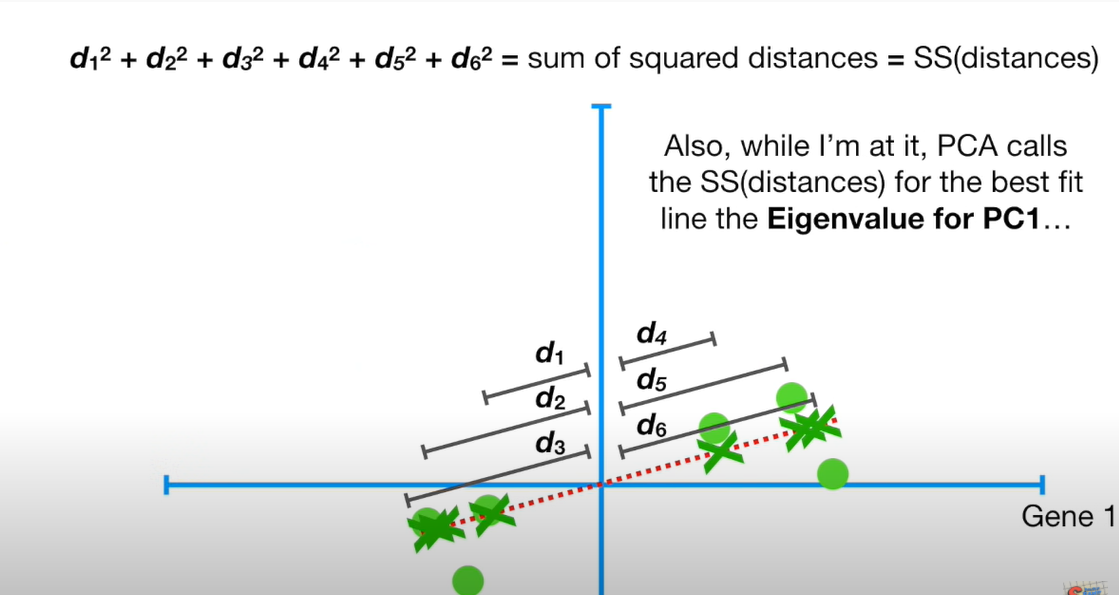 d₁² + d₂² + d₃² + d₄² + d₅² + d₆² = sum of squared distances = SS(distances)
Also, while I'm at it, PCA calls
the SS(distances) for the best fit
line the Eigenvalue for PC1…
d₄
d₁
d₅
d₂
d₆
d₃
Gene 1